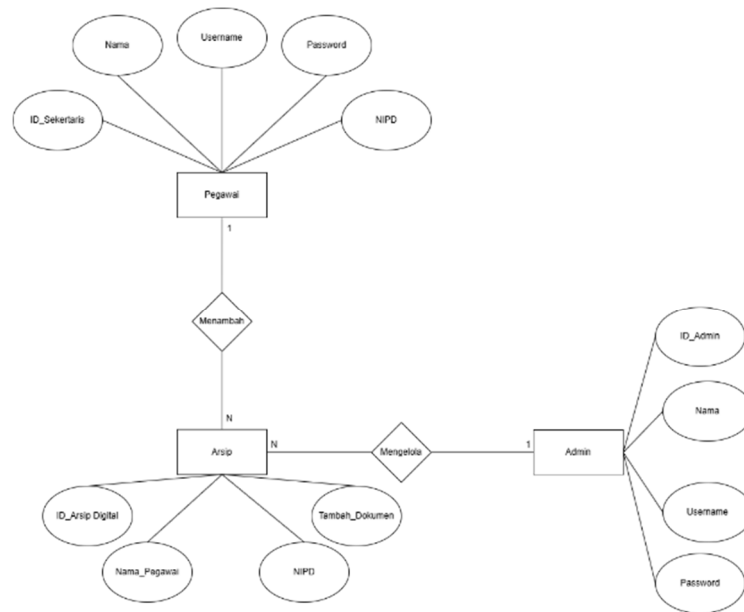 Username
Nama
Password
ID_Sekertaris
NIPD
Pegawai
1
Menambah
ID_Admin
Nama
N
Arsip
N
Mengelola
1
Admin
ID_Arsip Digital
Tambah_Dokumen
Username
Nama_Pegawai
NIPD
Password